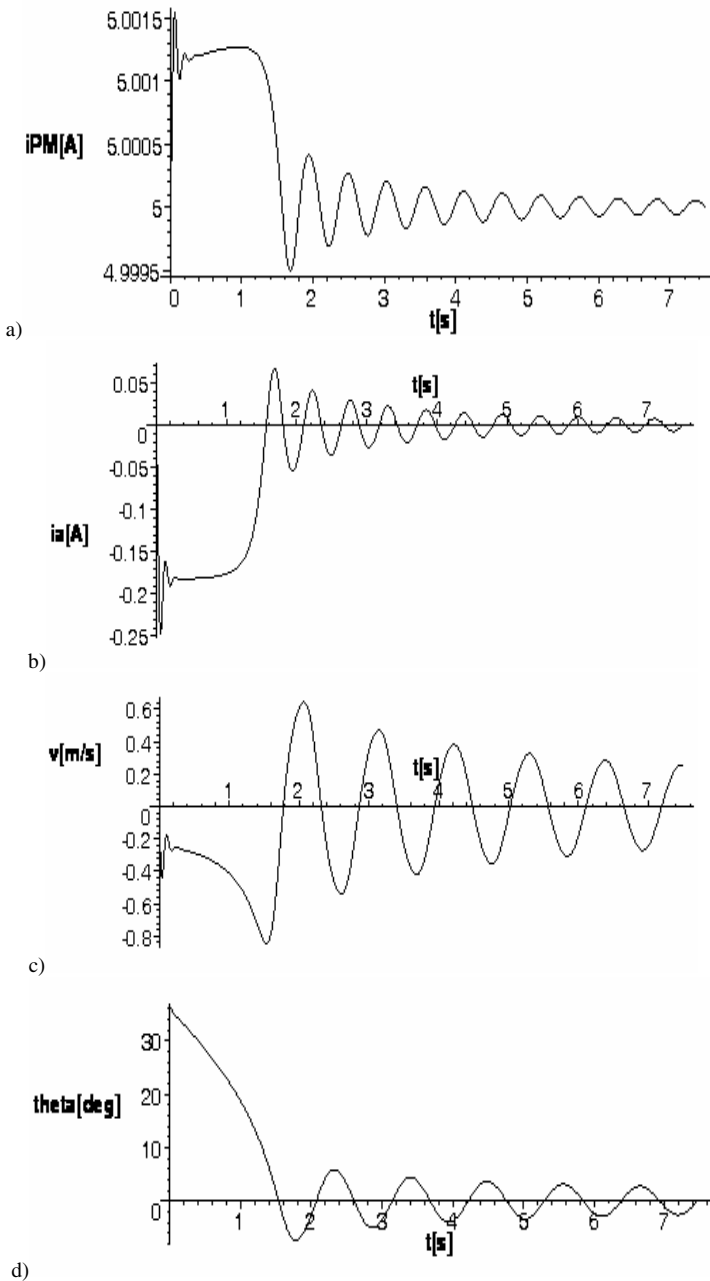 5.0015
5.001
iPM[A]
5.0005
5
4.9995
0 1 2 3 4 5 6 7
t[s]
a)
0.05
t[s]
1 2 3 4 5 6 7
0
-0.05
-0.1
ia[A]
-0.15
-0.2
-0.25
b)
0.6
v[m/s]
0.4
t[s]
0.2
1 2 3 4 5 6 7
0
-0.2
-0.4
-0.6
-0.8
c)
30
theta[deg]
20
10
0
1 2 3 4 5 6 7
t[s]
d)